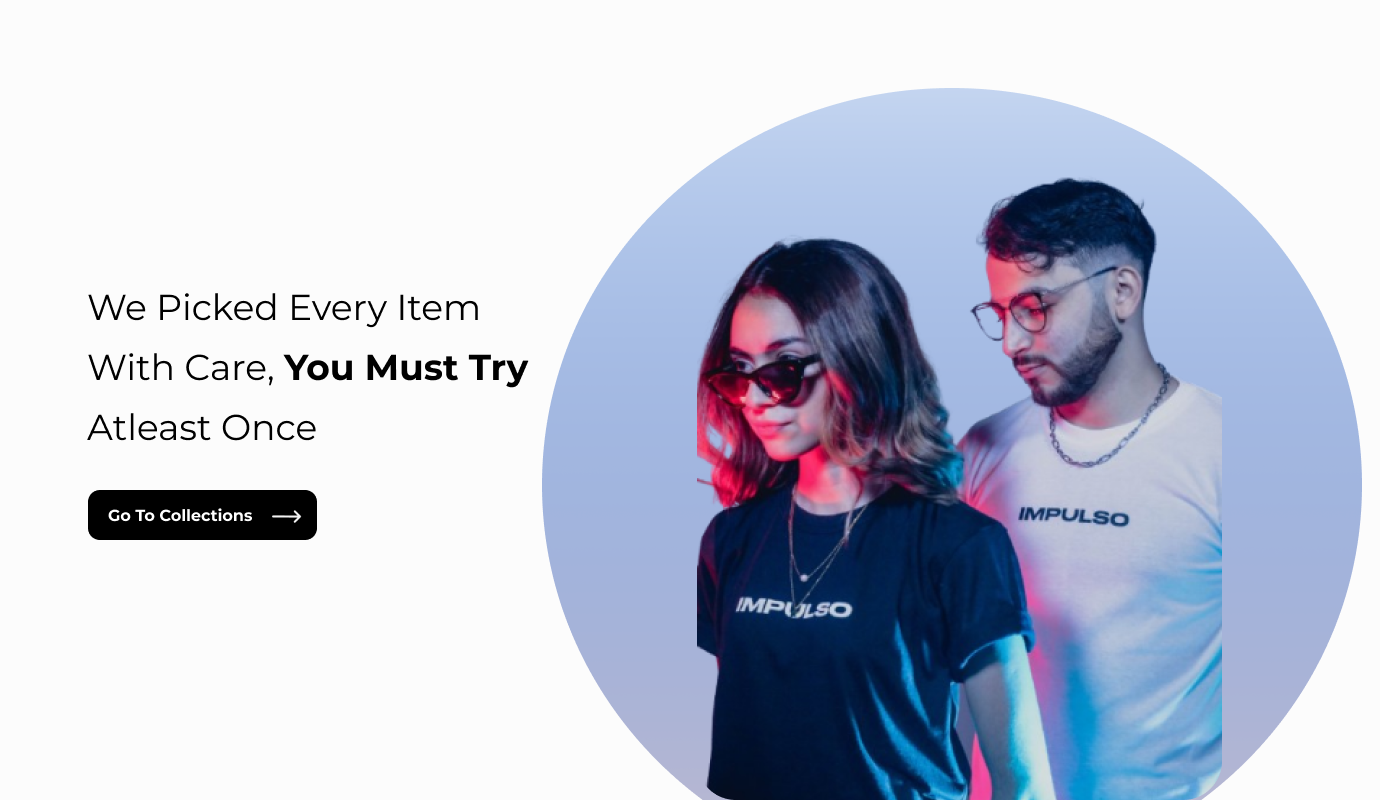 We Picked Every Item
With Care, You Must Try
Atleast Once
Go To Collections
IMPULSO
IMPULSO